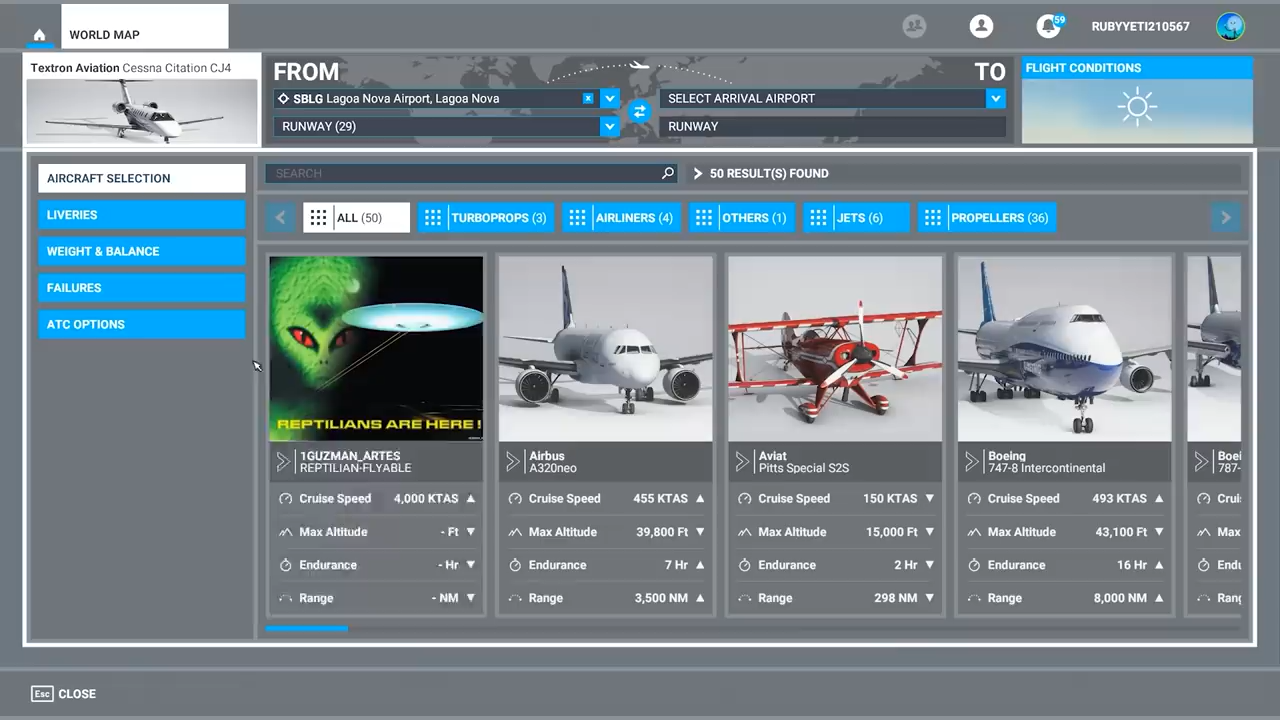 WORLD MAP
59
RUBYYETI210567
Textron Aviation Cessna Citation CJ4
FROM
TO
FLIGHT CONDITIONS
SBLG Lagoa Nova Airport, Lagoa Nova
x
SELECT ARRIVAL AIRPORT
RUNWAY (29)
RUNWAY
AIRCRAFT SELECTION
LIVERIES
WEIGHT & BALANCE
FAILURES
ATC OPTIONS
SEARCH
50 RESULT(S) FOUND
ALL (50)
TURBOPROPS (3)
AIRLINERS (4)
OTHERS (1)
JETS (6)
PROPELLERS (36)
REPTILIANS ARE HERE !
1GUZMAN_ARTES
REPTILIAN-FLYABLE
Cruise Speed 4,000 KTAS
Max Altitude - Ft
Endurance - Hr
Range - NM
Airbus
A320neo
Cruise Speed 455 KTAS
Max Altitude 39,800 Ft
Endurance 7 Hr
Range 3,500 NM
Aviat
Pitts Special S2S
Cruise Speed 150 KTAS
Max Altitude 15,000 Ft
Endurance 2 Hr
Range 298 NM
Boeing
747-8 Intercontinental
Cruise Speed 493 KTAS
Max Altitude 43,100 Ft
Endurance 16 Hr
Range 8,000 NM
Boei
787-
Crui
Max
Endu
Rang
Esc CLOSE